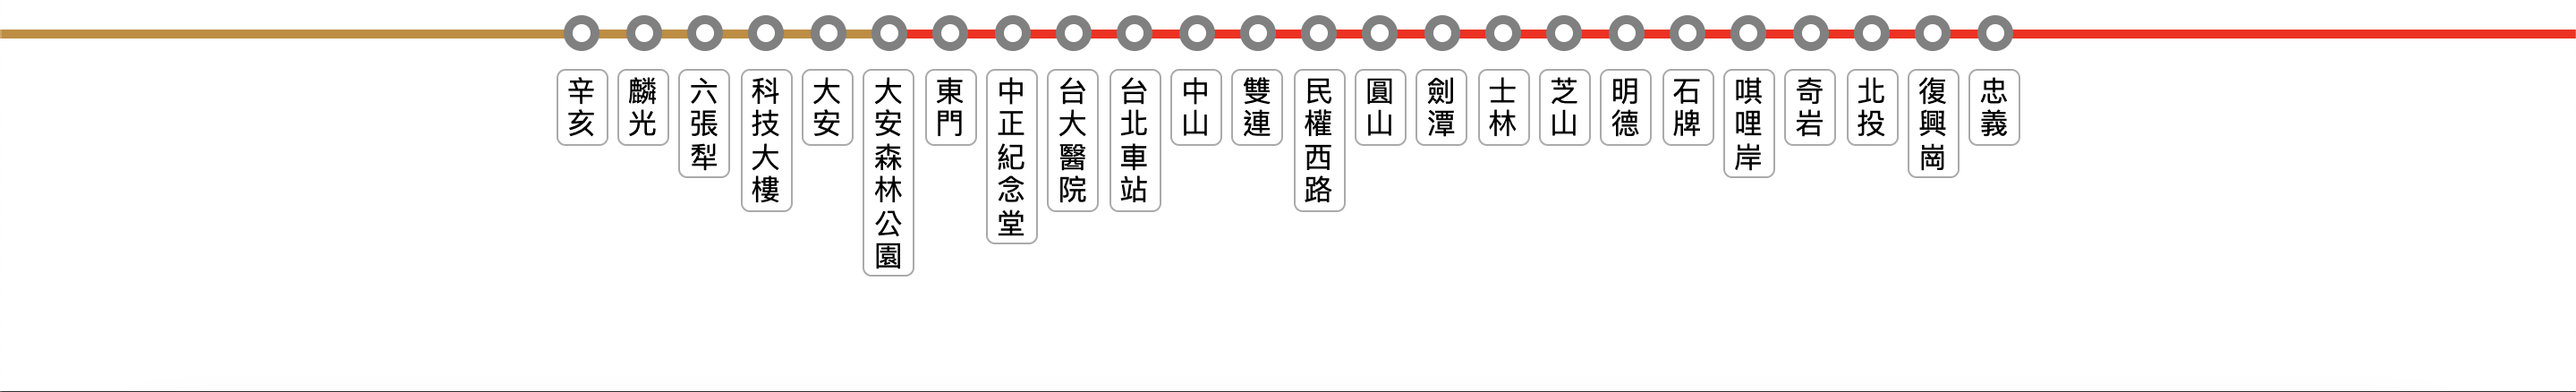 辛亥
麟光
六張犁
科技大樓
大安
大安森林公園
東門
中正紀念堂
台大醫院
台北車站
中山
雙連
民權西路
圓山
劍潭
士林
芝山
明德
石牌
唭哩岸
奇岩
北投
復興崗
忠義